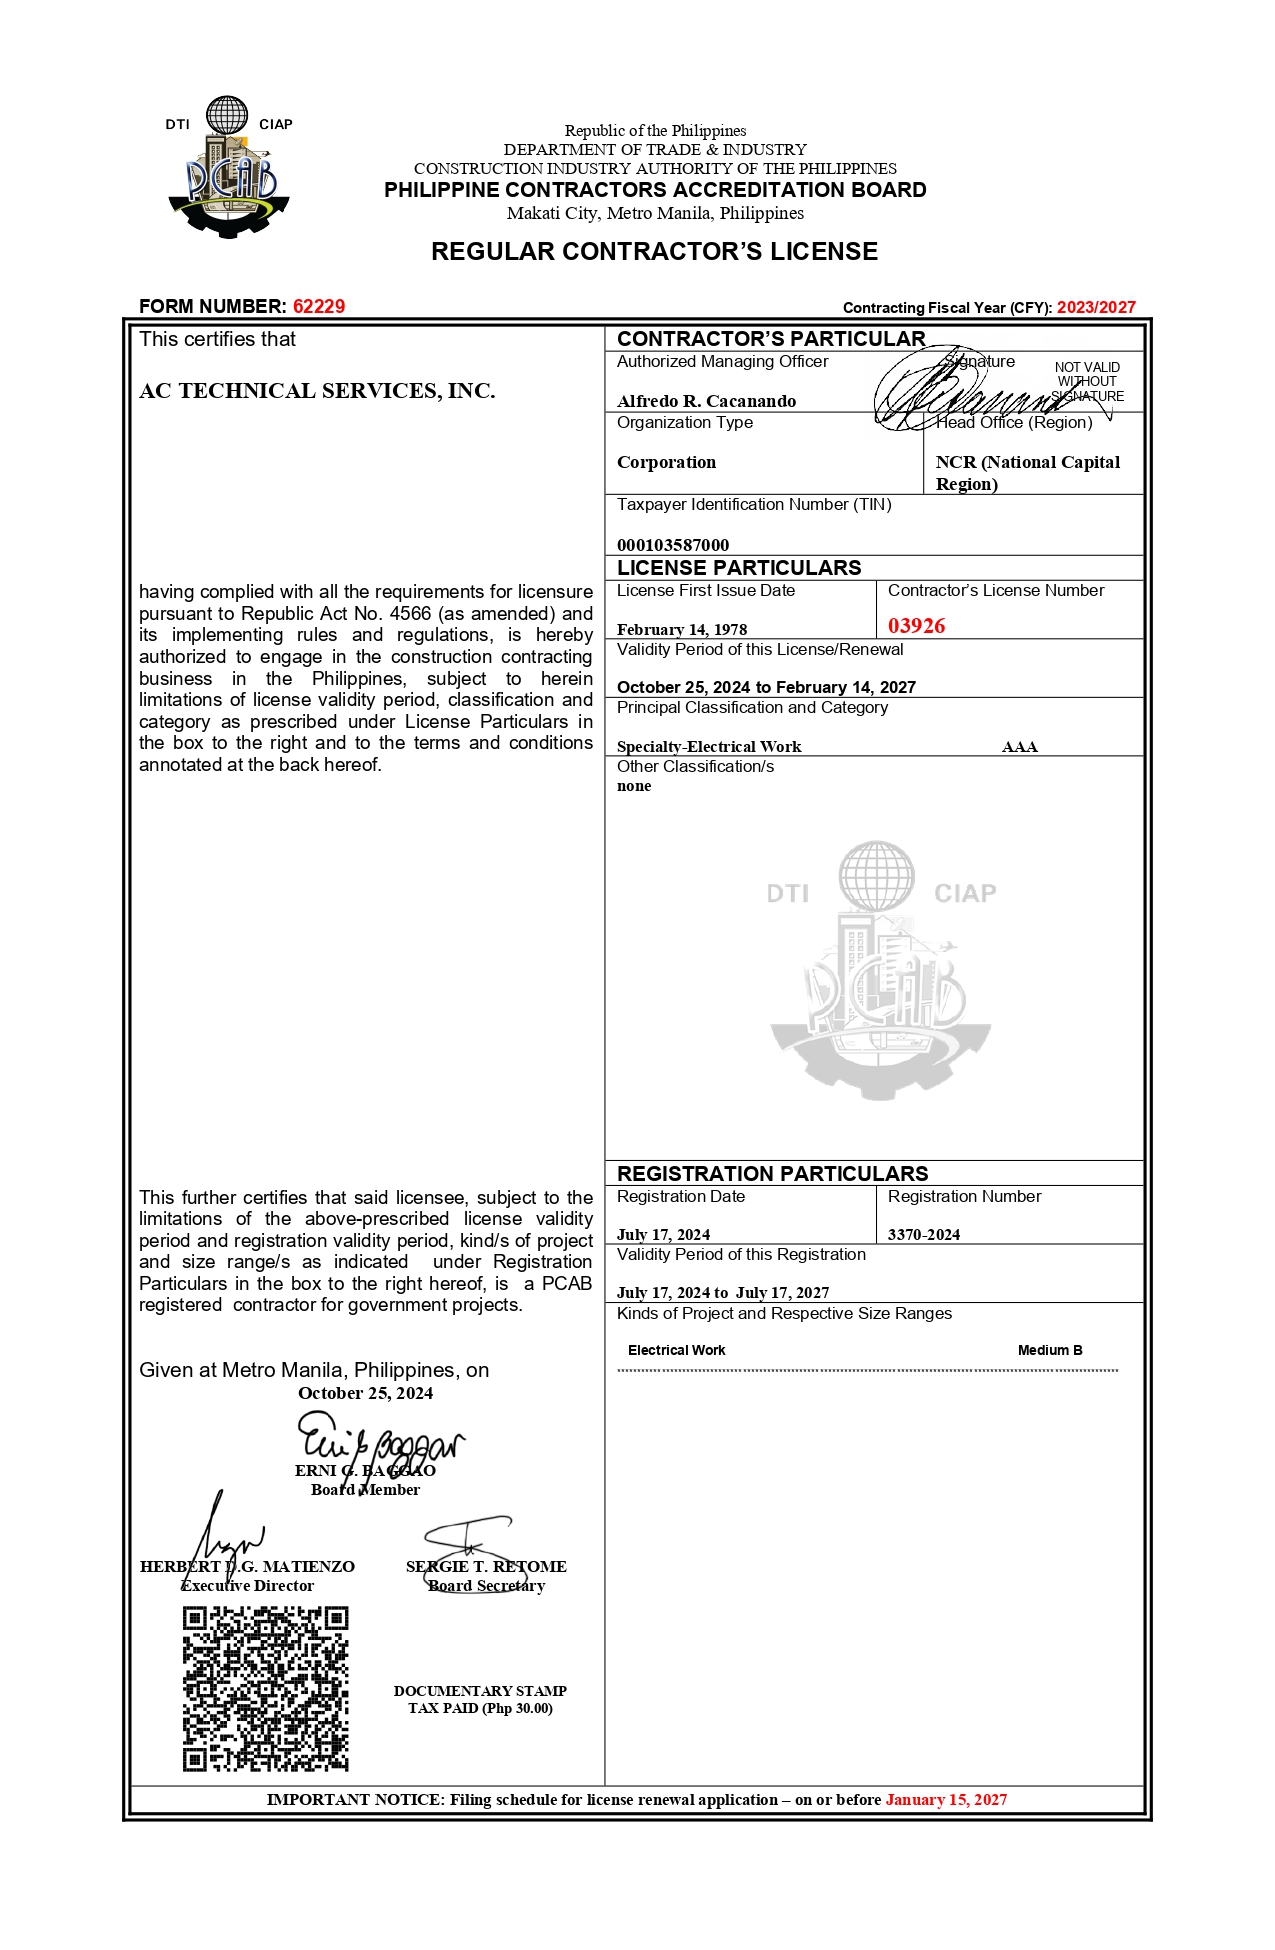 DTI CIAP
PCAB
Republic of the Philippines
DEPARTMENT OF TRADE & INDUSTRY
CONSTRUCTION INDUSTRY AUTHORITY OF THE PHILIPPINES
PHILIPPINE CONTRACTORS ACCREDITATION BOARD
Makati City, Metro Manila, Philippines
REGULAR CONTRACTOR'S LICENSE
FORM NUMBER: 62229
Contracting Fiscal Year (CFY): 2023/2027
This certifies that
AC TECHNICAL SERVICES, INC.
having complied with all the requirements for licensure
pursuant to Republic Act No. 4566 (as amended) and
its implementing rules and regulations, is hereby
authorized to engage in the construction contracting
business in the Philippines, subject to herein
limitations of license validity period, classification and
category as prescribed under License Particulars in
the box to the right and to the terms and conditions
annotated at the back hereof.
This further certifies that said licensee, subject to the
limitations of the above-prescribed license validity
period and registration validity period, kind/s of project
and size range/s as indicated under Registration
Particulars in the box to the right hereof, is a PCAB
registered contractor for government projects.
Given at Metro Manila, Philippines, on
October 25, 2024
ERNI G. BAGGAO
Board Member
HERBERT D.G. MATIENZO
Executive Director
SERGIE T. RETOME
Board Secretary
DOCUMENTARY STAMP
TAX PAID (Php 30.00)
CONTRACTOR'S PARTICULAR
Authorized Managing Officer
Signature
NOT VALID
WITHOUT
SIGNATURE
Alfredo R. Cacanando
Organization Type
Corporation
Head Office (Region)
NCR (National Capital
Region)
Taxpayer Identification Number (TIN)
000103587000
LICENSE PARTICULARS
License First Issue Date
February 14, 1978
Contractor's License Number
03926
Validity Period of this License/Renewal
October 25, 2024 to February 14, 2027
Principal Classification and Category
Specialty-Electrical Work AAA
Other Classification/s
none
DTI CIAP
PCAB
REGISTRATION PARTICULARS
Registration Date
July 17, 2024
Registration Number
3370-2024
Validity Period of this Registration
July 17, 2024 to July 17, 2027
Kinds of Project and Respective Size Ranges
Electrical Work Medium B
IMPORTANT NOTICE: Filing schedule for license renewal application – on or before January 15, 2027